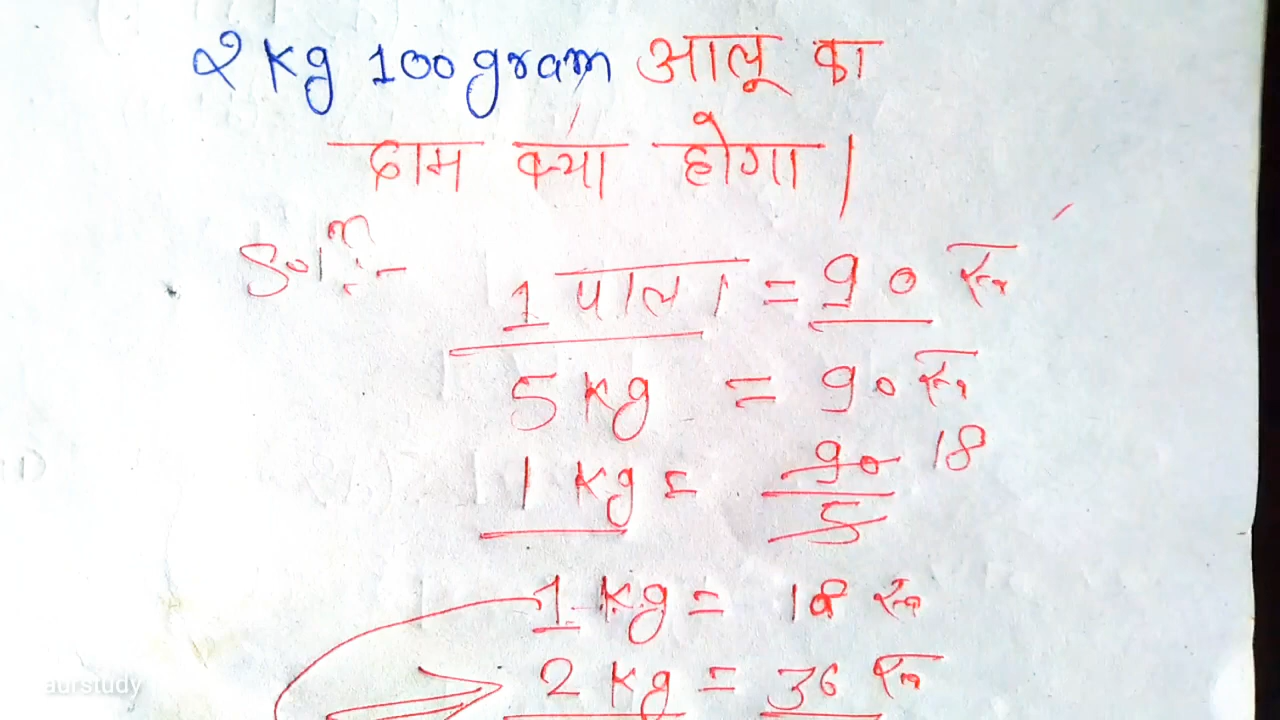 2 Kg 100 gram आलू का
दाम क्या होगा ।
Solⁿ :-
1 पाला = 90 रू
5 kg = 90 रू
1 kg = 90/5 18
1 kg = 18 रू
2 kg = 36 रू
aurstudy